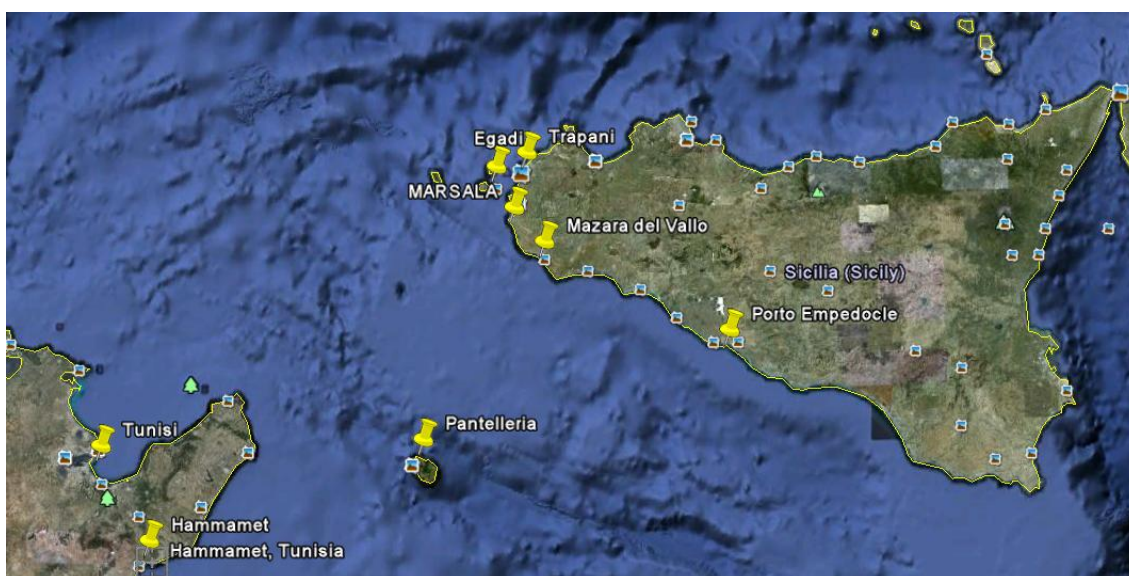 Egadi
Trapani
MARSALA
Mazara del Vallo
Sicilia (Sicily)
Porto Empedocle
Pantelleria
Tunisi
Hammamet
Hammamet, Tunisia